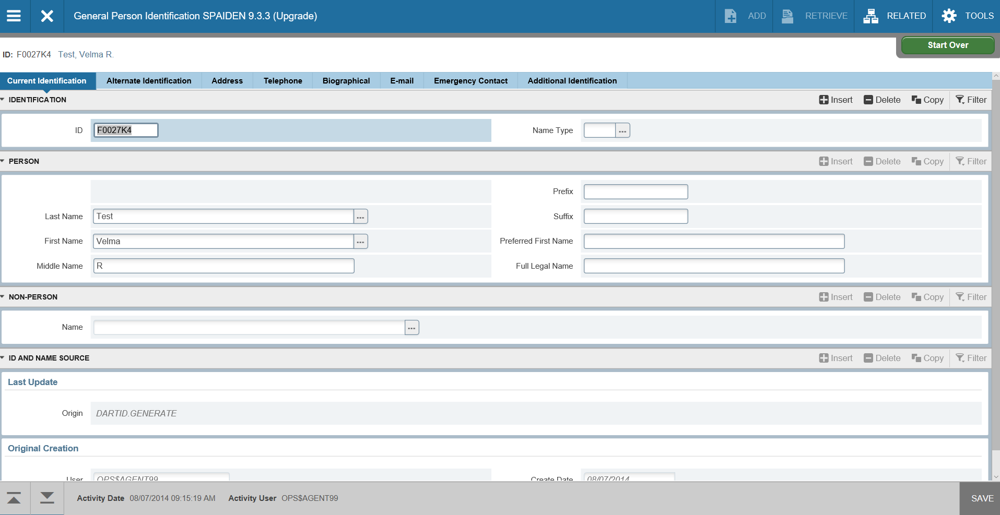 General Person Identification SPAIDEN 9.3.3 (Upgrade) ADD RETRIEVE RELATED TOOLS
Start Over
ID: F0027K4 Test, Velma R.
Current Identification Alternate Identification Address Telephone Biographical E-mail Emergency Contact Additional Identification
IDENTIFICATION Insert Delete Copy Filter
ID F0027K4 Name Type ...
PERSON Insert Delete Copy Filter
Prefix
Last Name Test ... Suffix
First Name Velma ... Preferred First Name
Middle Name R Full Legal Name
NON-PERSON Insert Delete Copy Filter
Name ...
ID AND NAME SOURCE Insert Delete Copy Filter
Last Update
Origin DARTID.GENERATE
Original Creation
User OPS$AGENT99 Create Date 08/07/2014
Activity Date 08/07/2014 09:15:19 AM Activity User OPS$AGENT99 SAVE